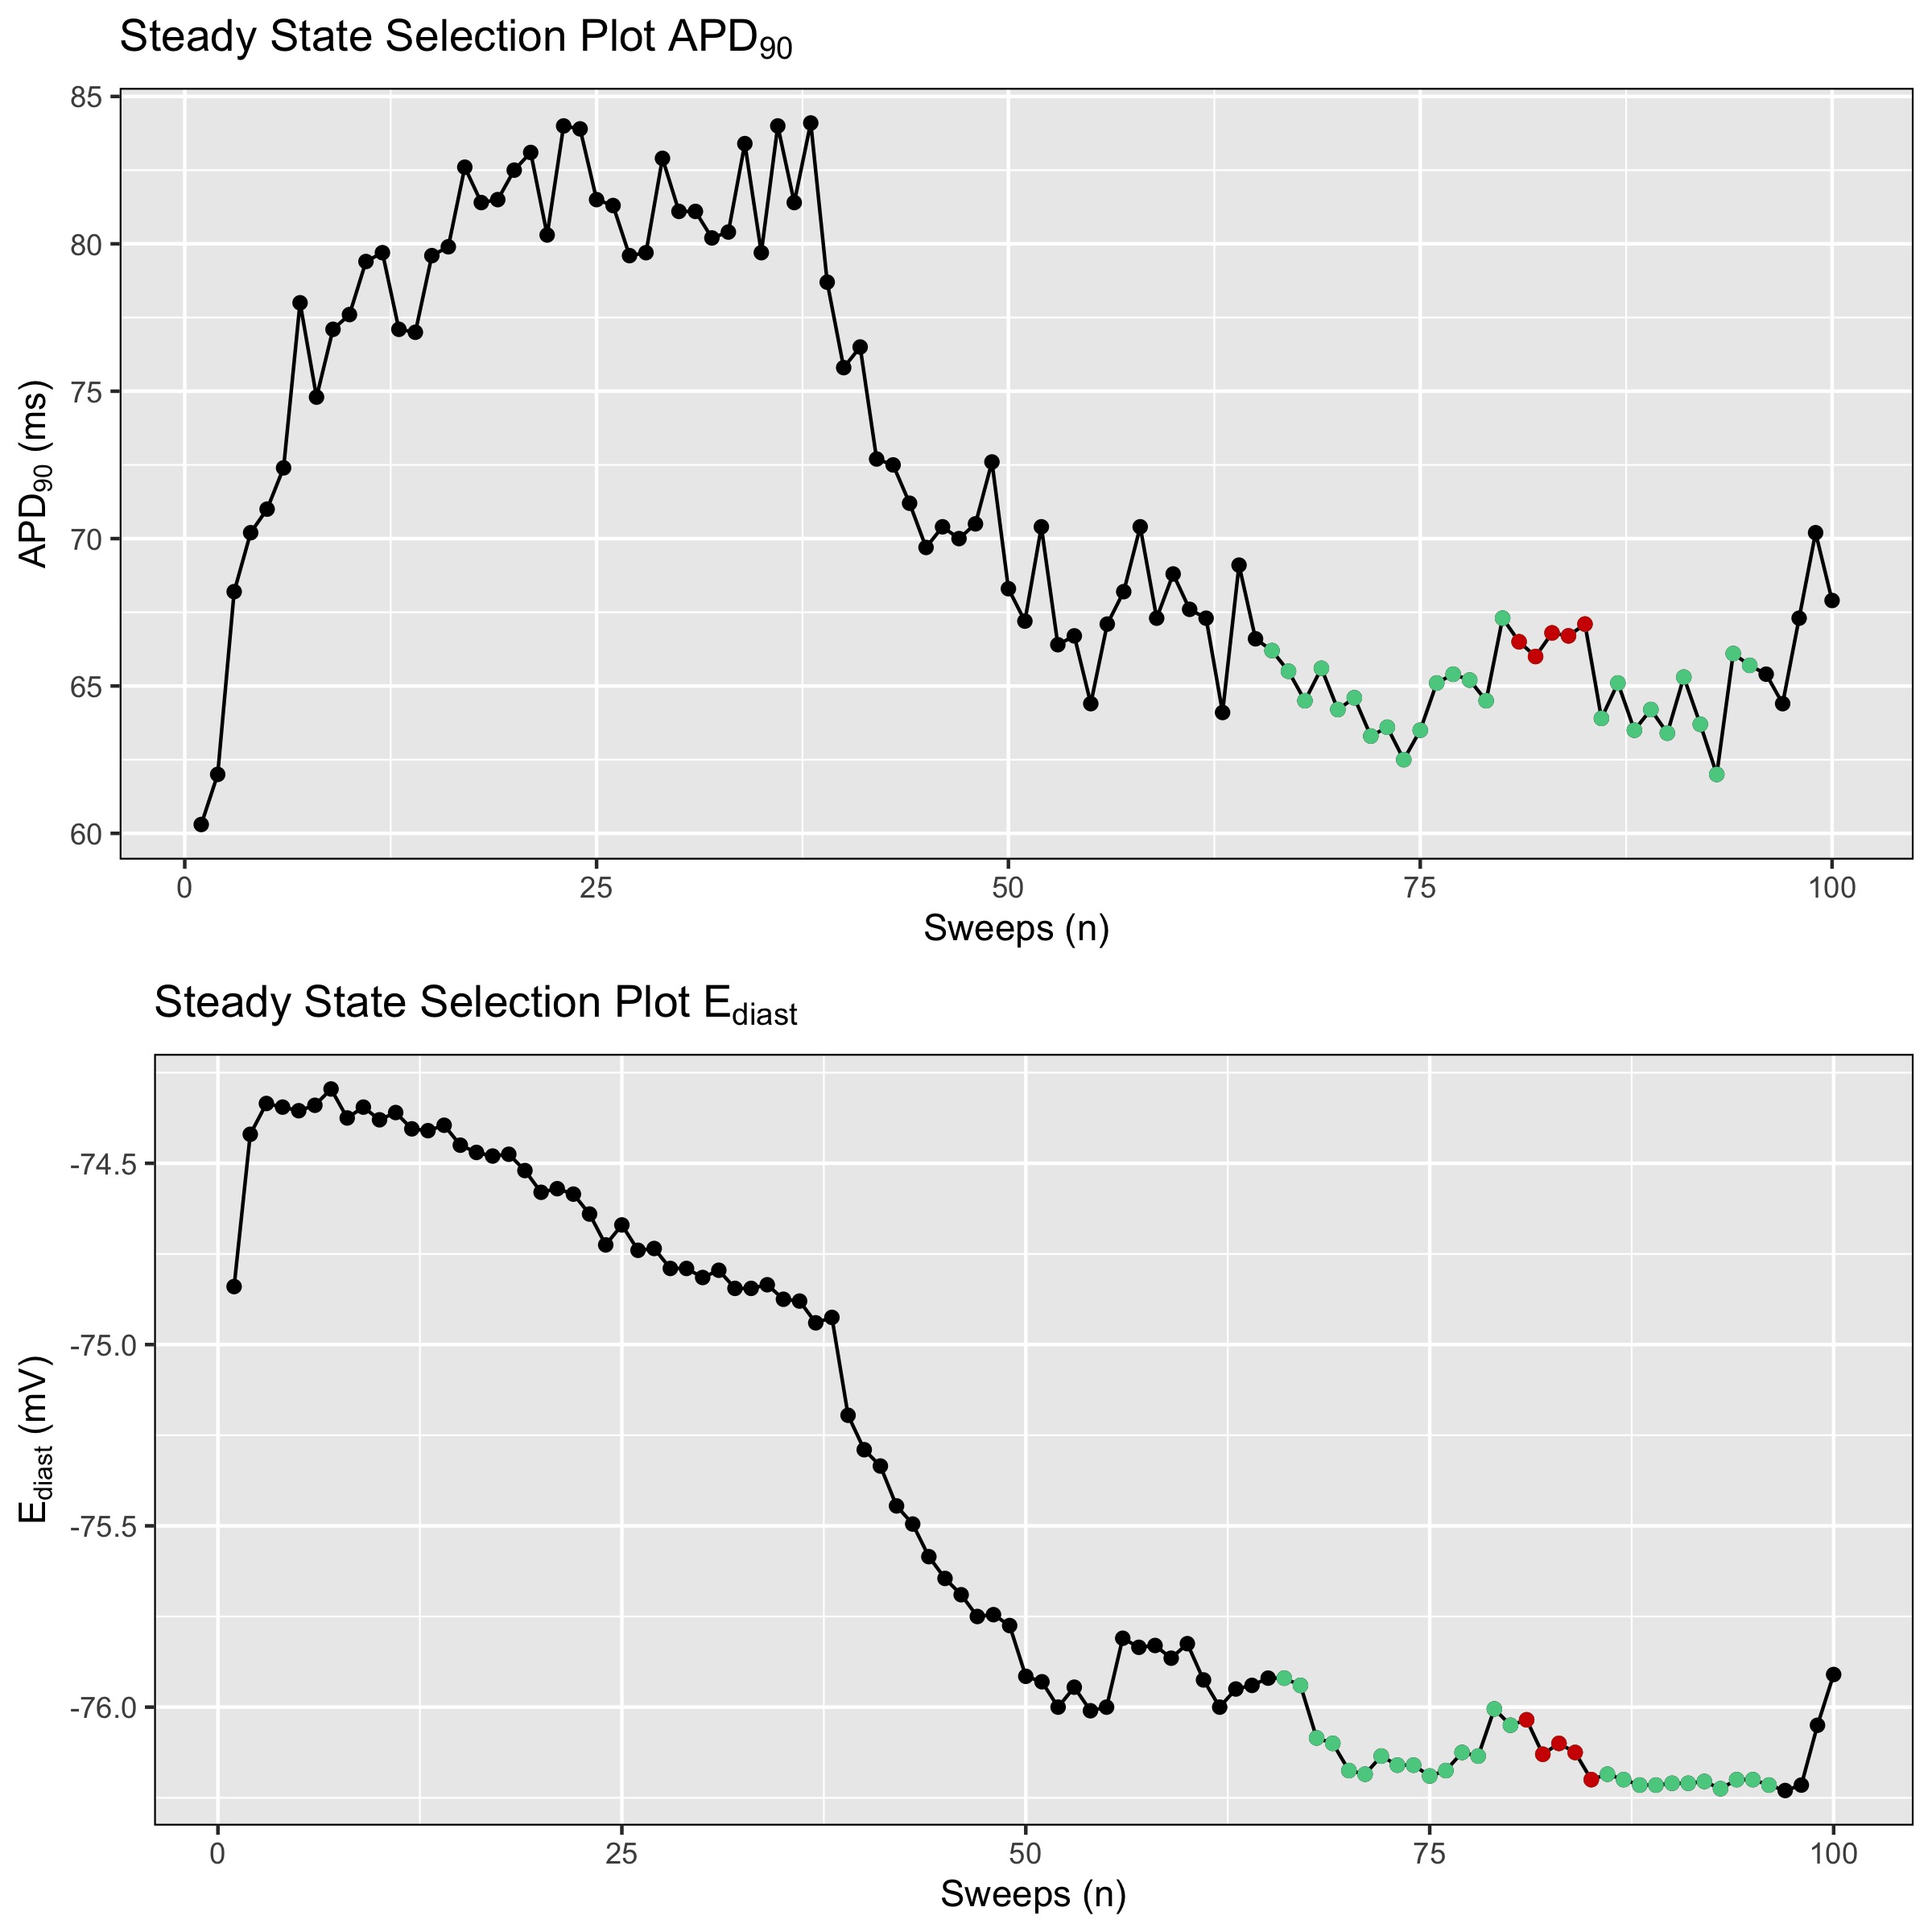 Steady State Selection Plot APD90
85
80
75
70
65
60
APD90 (ms)
0 25 50 75 100
Sweeps (n)
Steady State Selection Plot Ediast
-74.5
-75.0
-75.5
-76.0
Ediast (mV)
0 25 50 75 100
Sweeps (n)